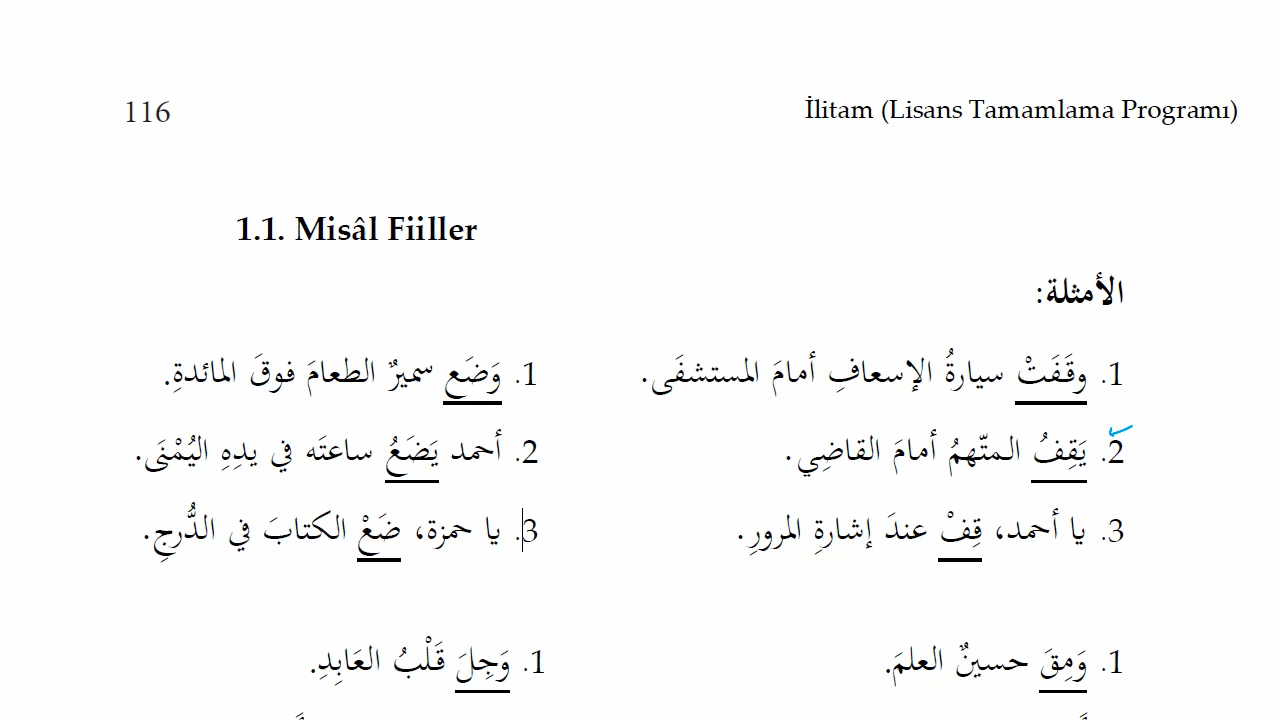 116 İlitam (Lisans Tamamlama Programı)
1.1. Misâl Fiiller
الأمثلة:
1. وقَفَتْ سيارةُ الإسعافِ أمامَ المستشفَى.
1. وَضَع سميرٌ الطعامَ فوقَ المائدةِ.
2. يَقِفُ المتّهمُ أمامَ القاضِي.
2. أحمد يَضَعُ ساعتَه في يدِهِ اليُمْنَى.
3. يا أحمد، قِفْ عندَ إشارةِ المرورِ.
3. يا حمزة، ضَعْ الكتابَ في الدُّرجِ.
1. وَمِقَ حسينٌ العلمَ.
1. وَجِلَ قَلْبُ العَابِدِ.